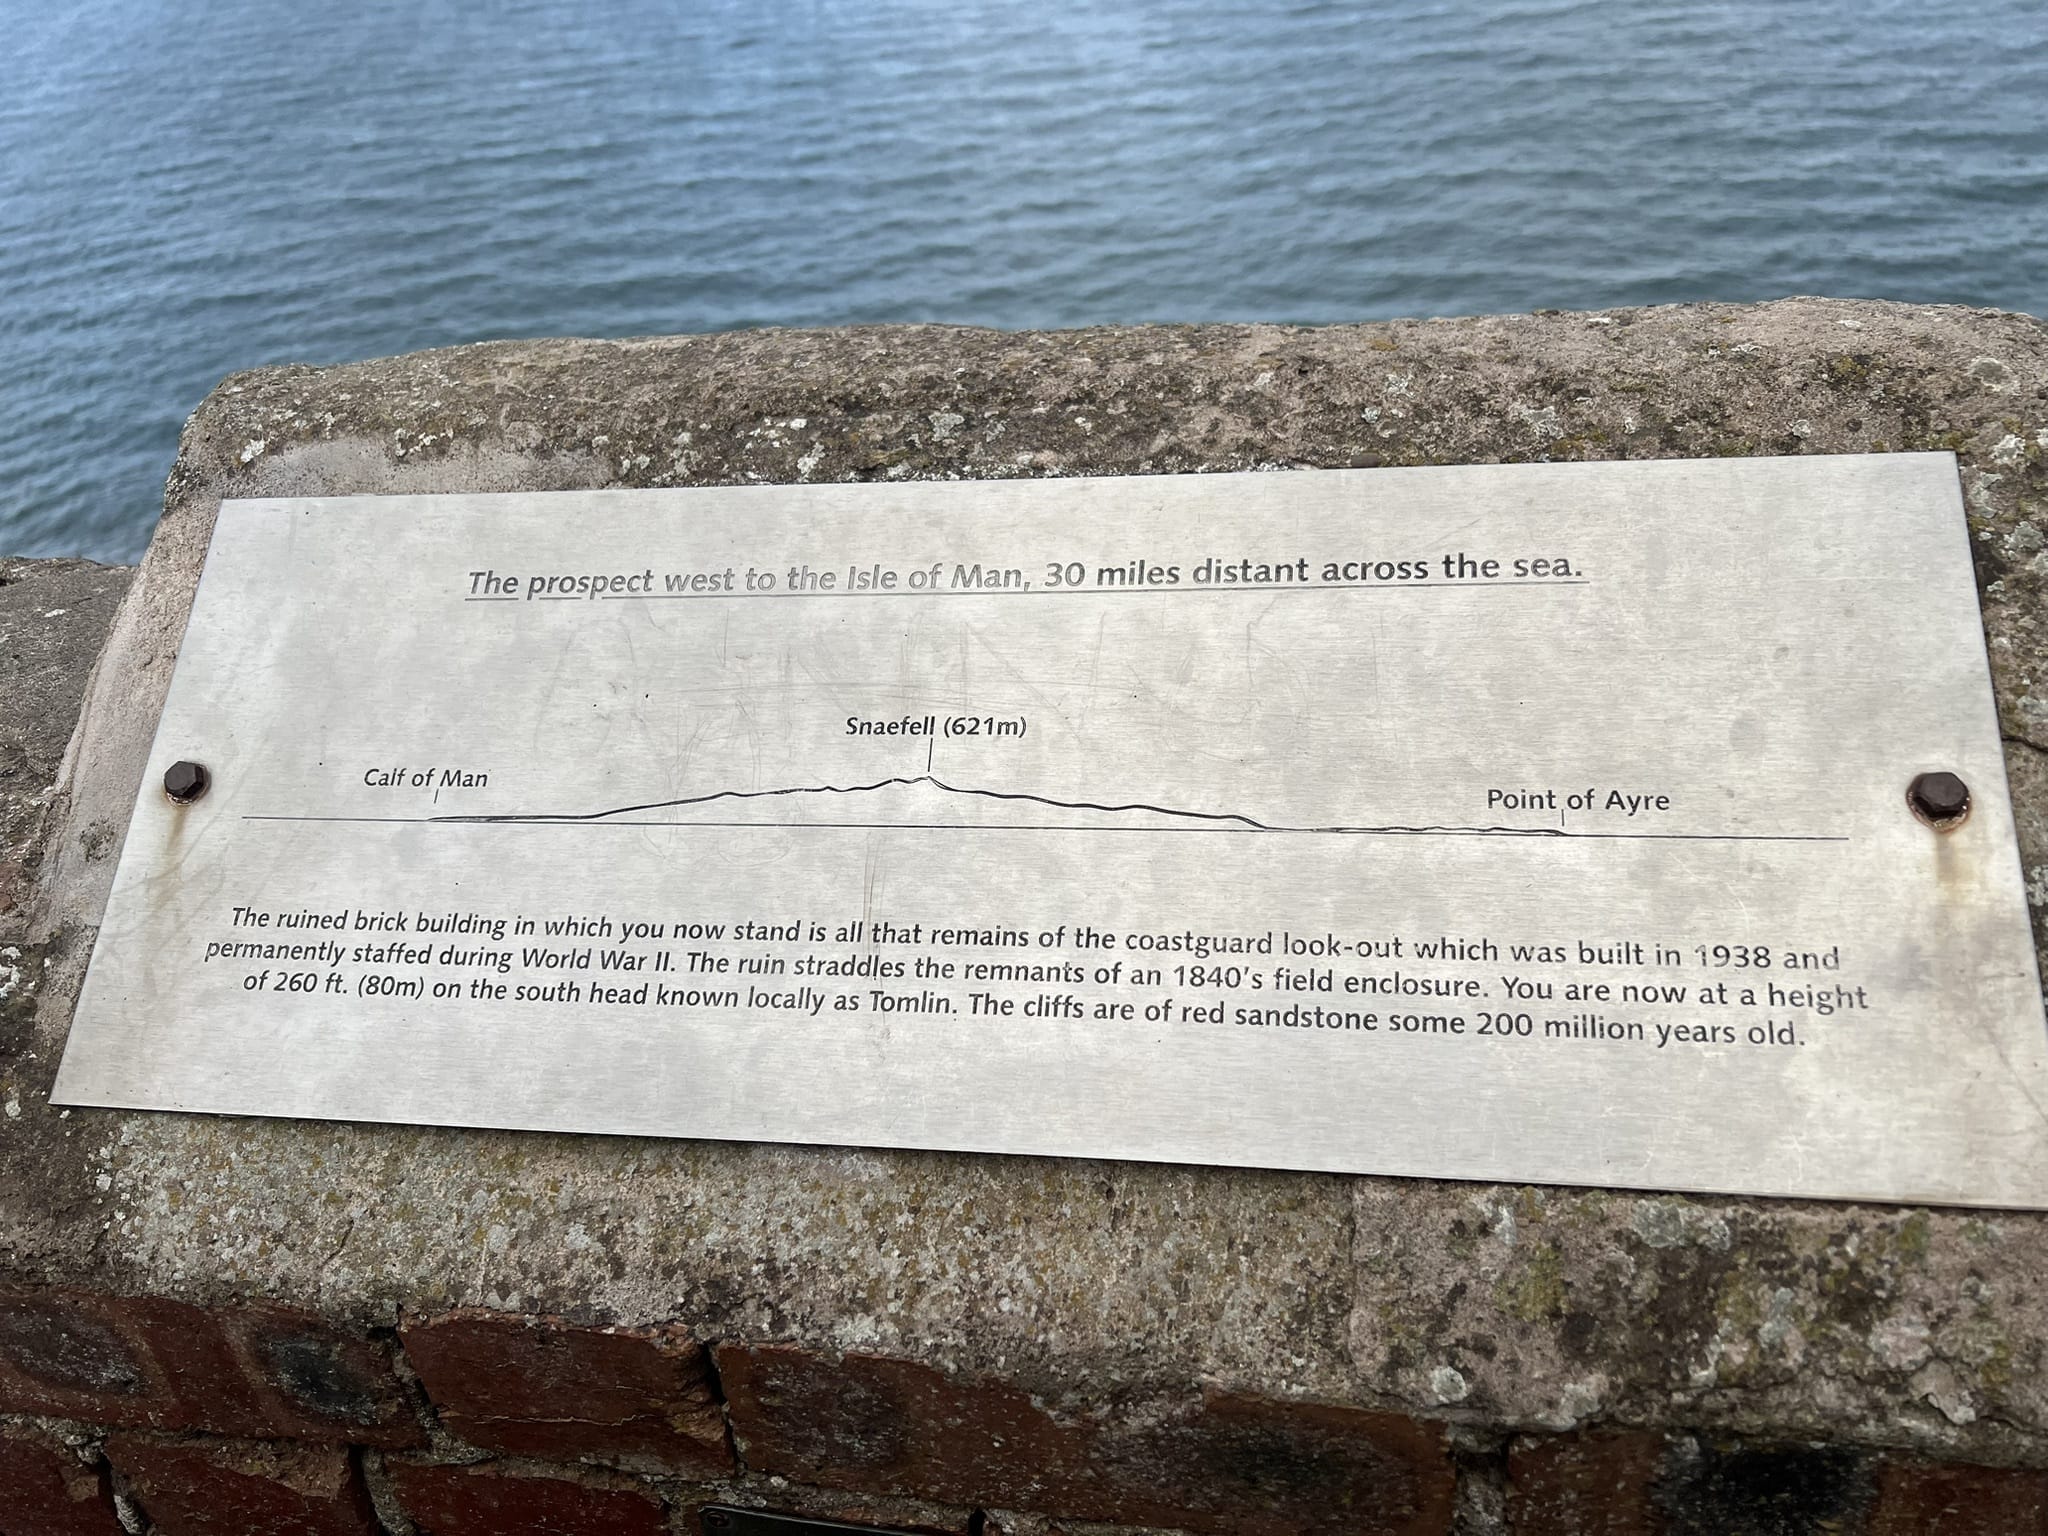 The prospect west to the Isle of Man, 30 miles distant across the sea.
Snaefell (621m)
Calf of Man
Point of Ayre
The ruined brick building in which you now stand is all that remains of the coastguard look-out which was built in 1938 and
permanently staffed during World War II. The ruin straddles the remnants of an 1840's field enclosure. You are now at a height
of 260 ft. (80m) on the south head known locally as Tomlin. The cliffs are of red sandstone some 200 million years old.